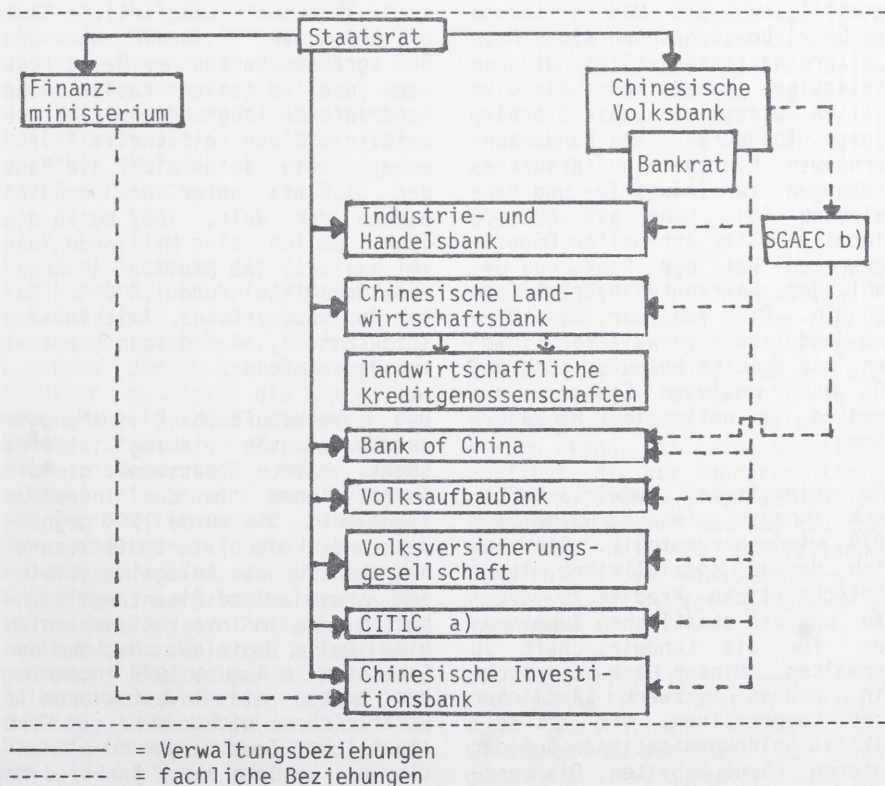 Staatsrat
Finanz-
ministerium
Chinesische
Volksbank
Bankrat
Industrie- und
Handelsbank
SGAEC b)
Chinesische Land-
wirtschaftsbank
landwirtschaftliche
Kreditgenossenschaften
Bank of China
Volksaufbaubank
Volksversicherungs-
gesellschaft
CITIC a)
Chinesische Investi-
tionsbank
= Verwaltungsbeziehungen
= fachliche Beziehungen